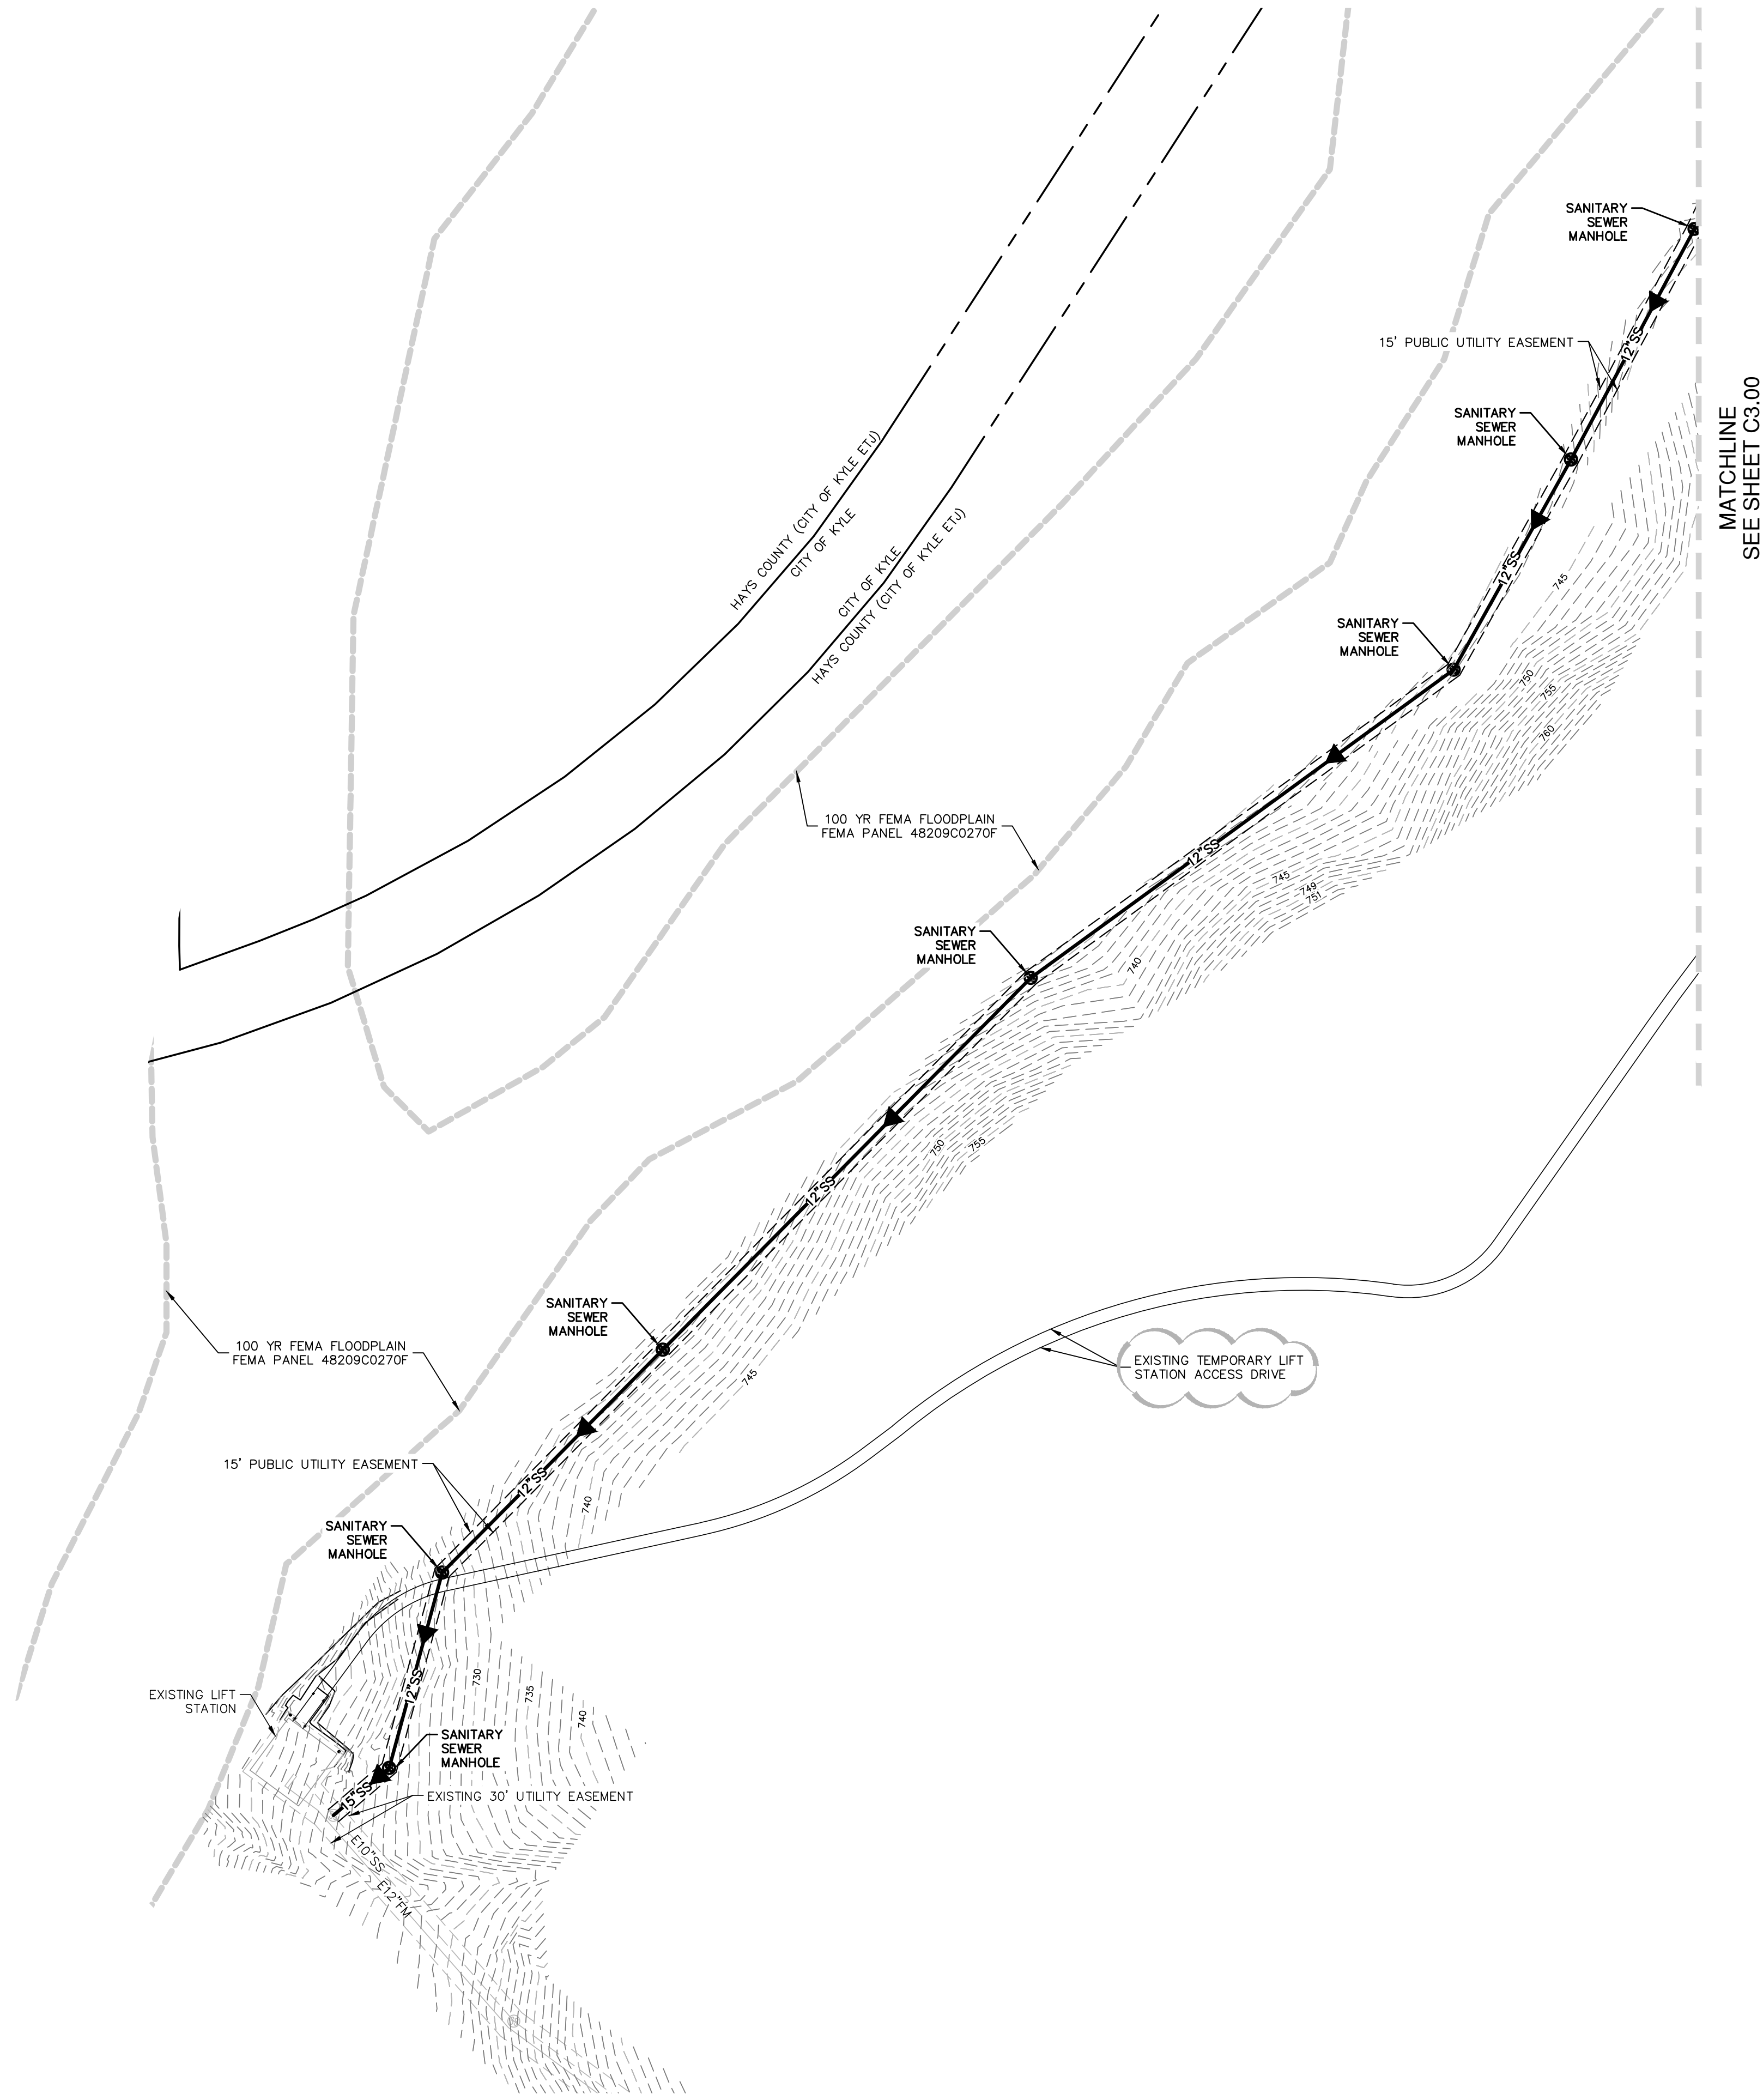 SANITARY
SEWER
MANHOLE
15' PUBLIC UTILITY EASEMENT
12"SS
MATCHLINE
SEE SHEET C3.00
SANITARY
SEWER
MANHOLE
12"SS
745
HAYS COUNTY (CITY OF KYLE ETJ)
CITY OF KYLE
CITY OF KYLE
HAYS COUNTY (CITY OF KYLE ETJ)
SANITARY
SEWER
MANHOLE
750
755
760
100 YR FEMA FLOODPLAIN
FEMA PANEL 48209C0270F
12"SS
745
749
751
SANITARY
SEWER
MANHOLE
740
750
755
12"SS
SANITARY
SEWER
MANHOLE
100 YR FEMA FLOODPLAIN
FEMA PANEL 48209C0270F
EXISTING TEMPORARY LIFT
STATION ACCESS DRIVE
745
15' PUBLIC UTILITY EASEMENT
12"SS
740
SANITARY
SEWER
MANHOLE
730
735
740
12"SS
EXISTING LIFT
STATION
SANITARY
SEWER
MANHOLE
15"SS
EXISTING 30' UTILITY EASEMENT
E10"SS
E12"FM